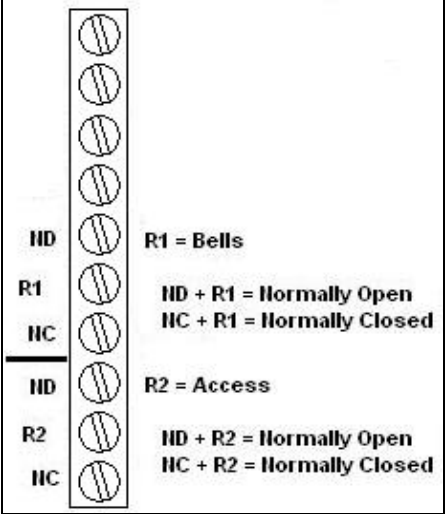 ND R1 = Bells
R1 ND + R1 = Normally Open
NC NC + R1 = Normally Closed
ND R2 = Access
R2 ND + R2 = Normally Open
NC NC + R2 = Normally Closed